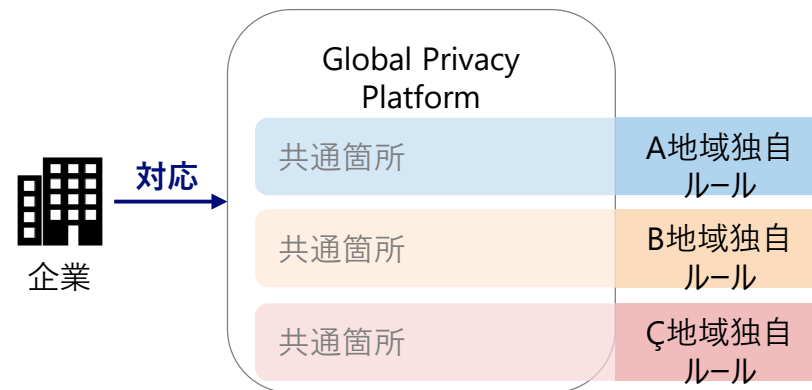 Global Privacy
Platform
共通箇所
A地域独自
ルール
対応
共通箇所
B地域独自
ルール
企業
共通箇所
Ç地域独自
ルール